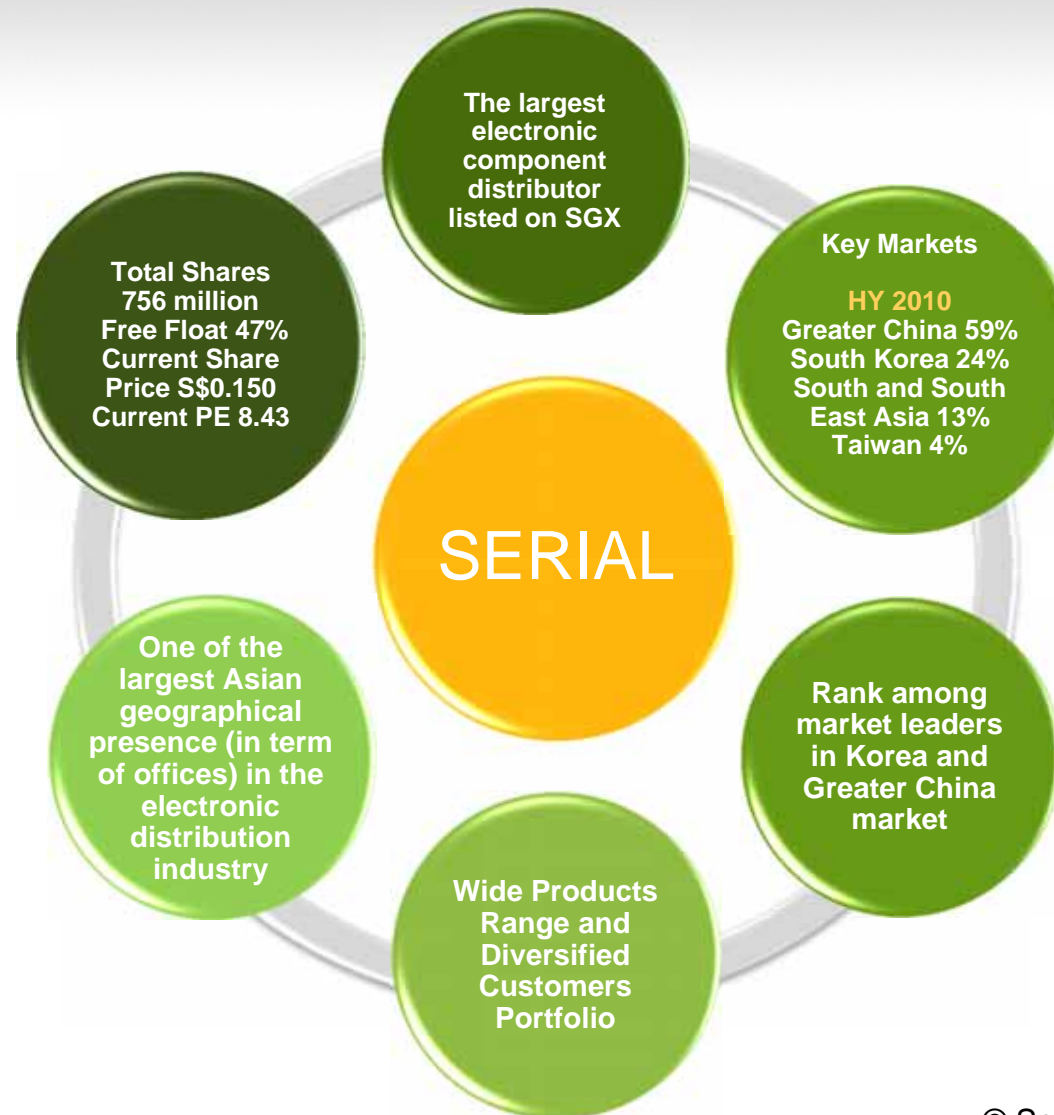 The largest
electronic
component
distributor
listed on SGX
Key Markets
HY 2010
Greater China 59%
South Korea 24%
South and South
East Asia 13%
Taiwan 4%
Rank among
market leaders
in Korea and
Greater China
market
Wide Products
Range and
Diversified
Customers
Portfolio
One of the
largest Asian
geographical
presence (in term
of offices) in the
electronic
distribution
industry
Total Shares
756 million
Free Float 47%
Current Share
Price S$0.150
Current PE 8.43
SERIAL